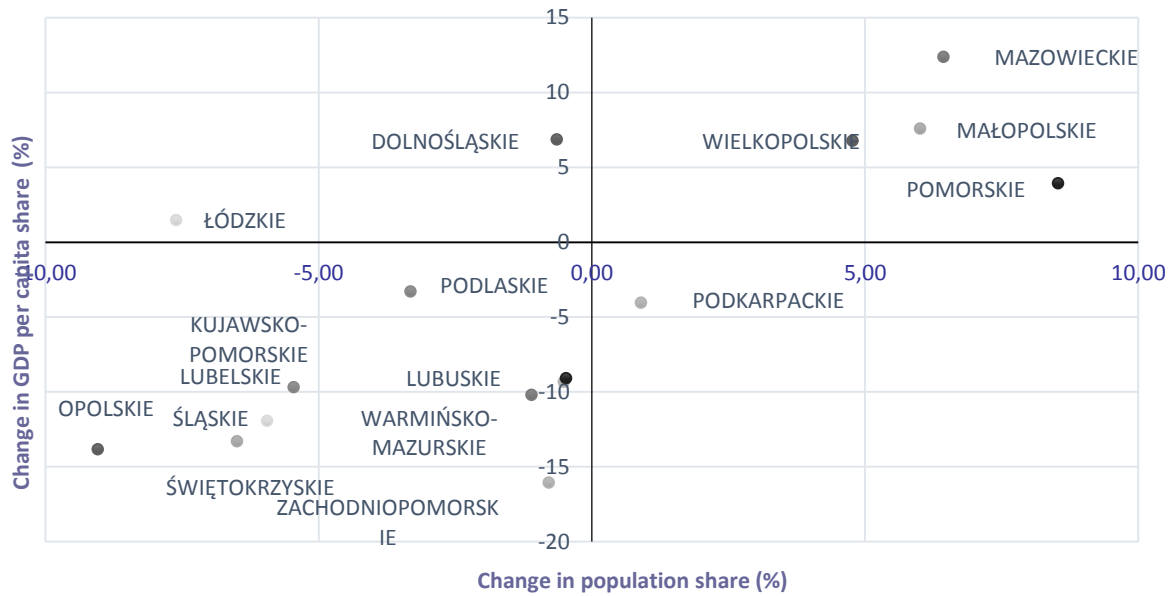 15
MAZOWIECKIE
10
MAŁOPOLSKIE
DOLNOŚLĄSKIE
WIELKOPOLSKIE
5
POMORSKIE
ŁÓDZKIE
0
-10,00
-5,00
0,00
5,00
10,00
PODLASKIE
PODKARPACKIE
-5
KUJAWSKO-
POMORSKIE
LUBELSKIE
LUBUSKIE
-10
OPOLSKIE
ŚLĄSKIE
WARMIŃSKO-
MAZURSKIE
-15
ŚWIĘTOKRZYSKIE
ZACHODNIOPOMORSK
IE
-20
Change in GDP per capita share (%)
Change in population share (%)